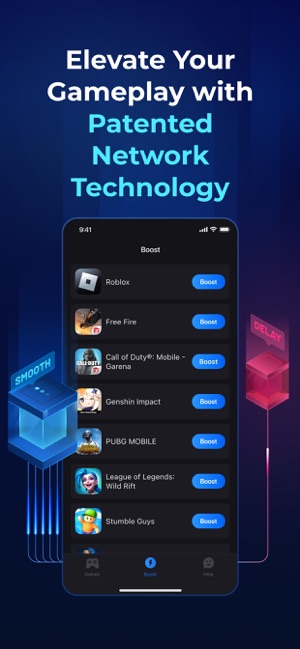 Elevate Your
Gameplay with
Patented
Network
Technology
9:41
Boost
Roblox
Boost
Free Fire
Boost
Call of Duty®: Mobile -
Garena
Boost
Genshin Impact
Boost
PUBG MOBILE
Boost
League of Legends:
Wild Rift
Boost
Stumble Guys
Boost
SMOOTH
DELAY
Games
Boost
Help